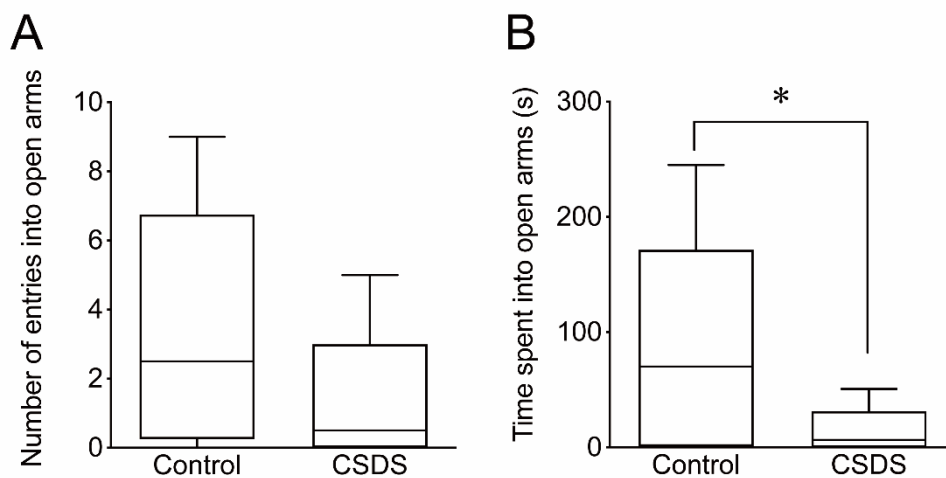 A
Number of entries into open arms
10
8
6
4
2
0
Control
CSDS
B
Time spent into open arms (s)
300
200
100
0
*
Control
CSDS